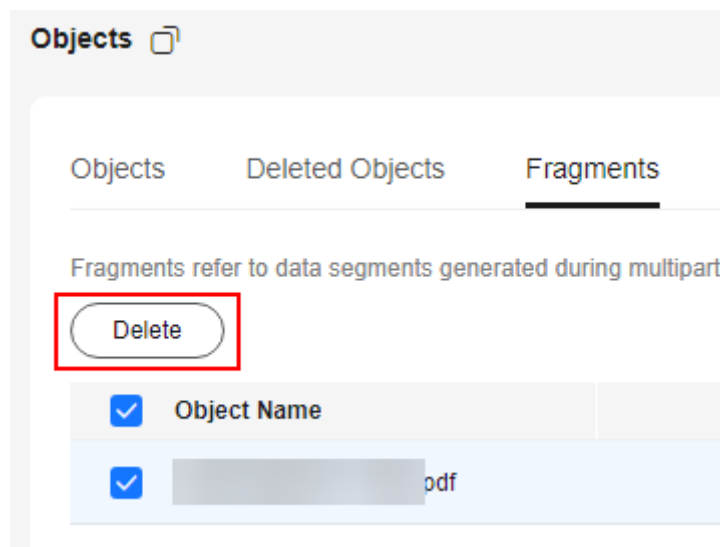 Objects
Objects Deleted Objects Fragments
Fragments refer to data segments generated during multipart
Delete
Object Name
pdf